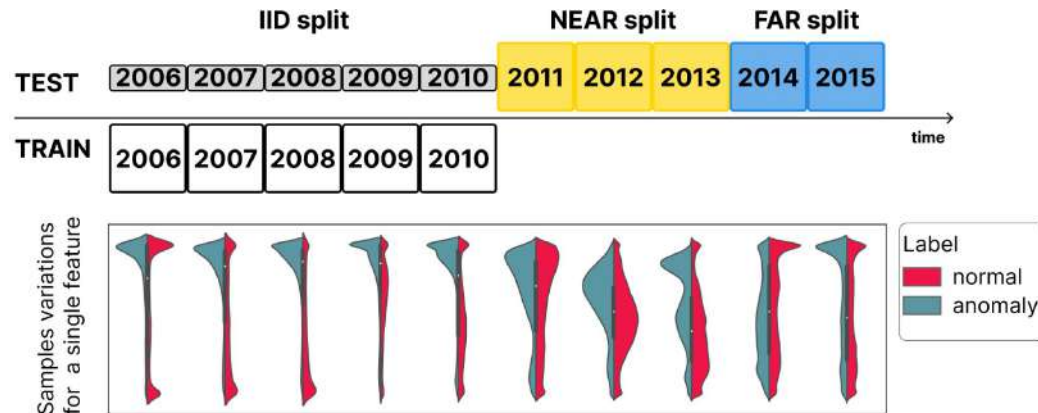 IID split NEAR split FAR split
TEST 2006 2007 2008 2009 2010 2011 2012 2013 2014 2015
time
TRAIN 2006 2007 2008 2009 2010
Samples variations
for a single feature
Label
normal
anomaly